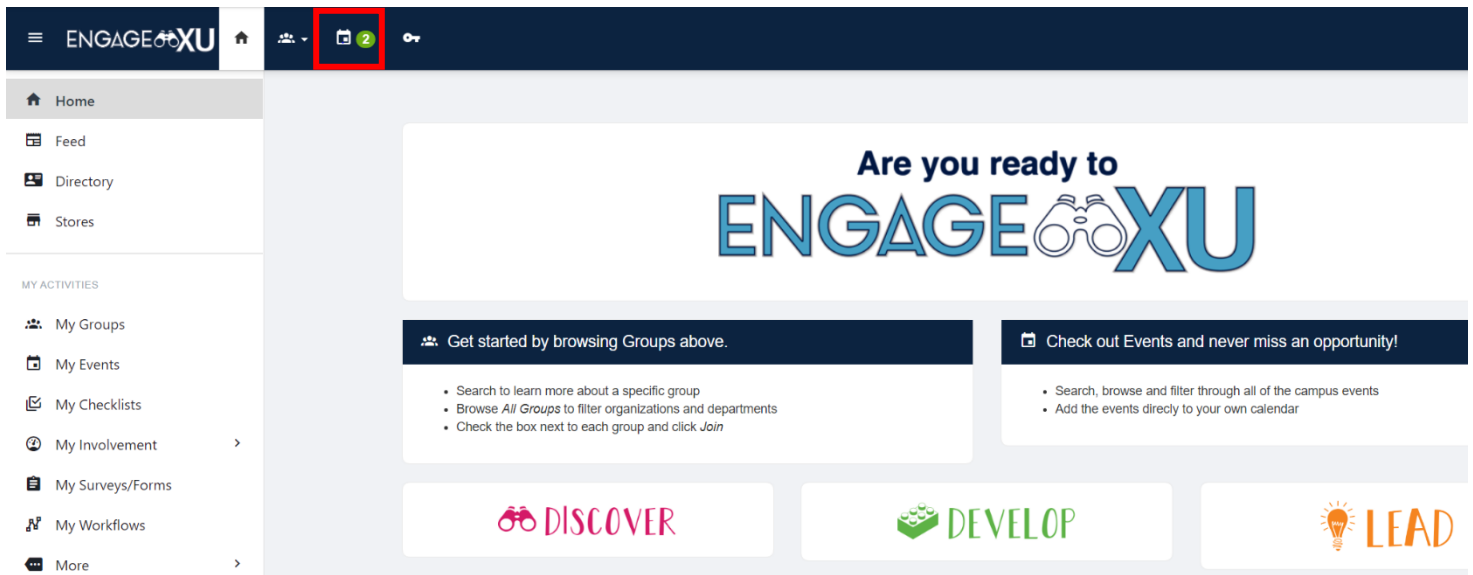 ENGAGE XU
2
Home
Feed
Directory
Stores
MY ACTIVITIES
My Groups
My Events
My Checklists
My Involvement
My Surveys/Forms
My Workflows
More
Are you ready to
ENGAGE XU
Get started by browsing Groups above.
• Search to learn more about a specific group
• Browse All Groups to filter organizations and departments
• Check the box next to each group and click Join
Check out Events and never miss an opportunity!
• Search, browse and filter through all of the campus events
• Add the events direcly to your own calendar
DISCOVER
DEVELOP
LEAD